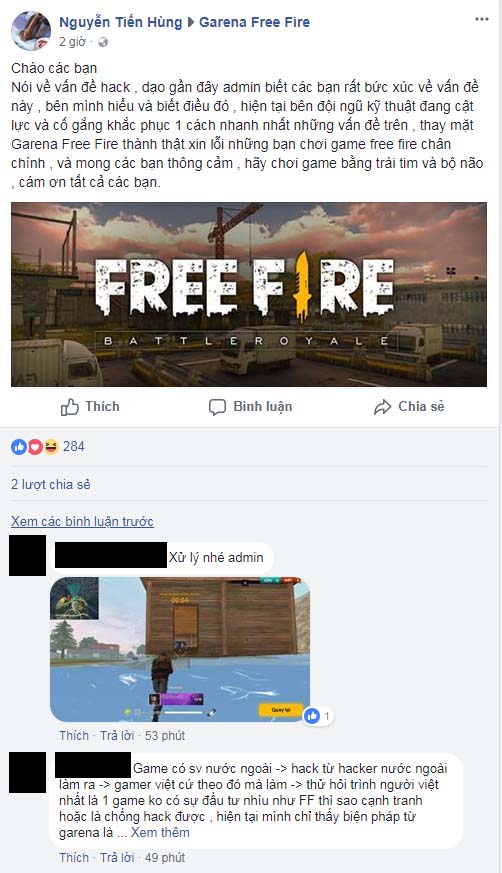 Nguyễn Tiến Hùng ▸ Garena Free Fire
2 giờ ·
Chào các bạn
Nói về vấn đề hack , dạo gần đây admin biết các bạn rất bức xúc về vấn đề
này , bên mình hiểu và biết điều đó , hiện tại bên đội ngũ kỹ thuật đang cật
lực và cố gắng khắc phục 1 cách nhanh nhất những vấn đề trên , thay mặt
Garena Free Fire thành thật xin lỗi những bạn chơi game free fire chân
chính , và mong các bạn thông cảm , hãy chơi game bằng trái tim và bộ não
, cám ơn tất cả các bạn.
FREE FIRE
BATTLEROYALE
Thích Bình luận Chia sẻ
284
2 lượt chia sẻ
Xem các bình luận trước
Xử lý nhé admin
00:04
Quay lại
1
Thích · Trả lời · 53 phút
Game có sv nước ngoài -> hack từ hacker nước ngoài
làm ra -> gamer việt cứ theo đó mà làm -> thử hỏi trình người việt
nhất là 1 game ko có sự đầu tư nhìu như FF thì sao cạnh tranh
hoặc là chống hack được , hiện tại mình chỉ thấy biện pháp từ
garena là ... Xem thêm
Thích · Trả lời · 49 phút